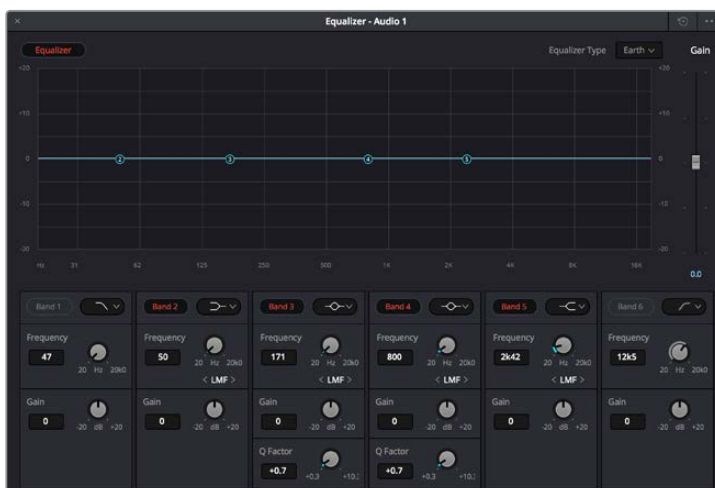 Equalizer - Audio 1
Equalizer
Equalizer Type Earth Gain
+20 +20
+10 +10
0 2 3 4 5 0
-10 -10
-20 -20
Hz 31 62 125 250 500 1K 2K 4K 8K 16K
0.0
Band 1 Band 2 Band 3 Band 4 Band 5 Band 6
Frequency Frequency Frequency Frequency Frequency Frequency
47 50 171 800 2k42 12k5
20 Hz 20k0 20 Hz 20k0 20 Hz 20k0 20 Hz 20k0 20 Hz 20k0 20 Hz 20k0
< LMF > < LMF > < LMF > < LMF >
Gain Gain Gain Gain Gain Gain
0 0 0 0 0 0
-20 dB +20 -20 dB +20 -20 dB +20 -20 dB +20 -20 dB +20 -20 dB +20
Q Factor Q Factor
+0.7 +0.7
+0.3 +10.3 +0.3